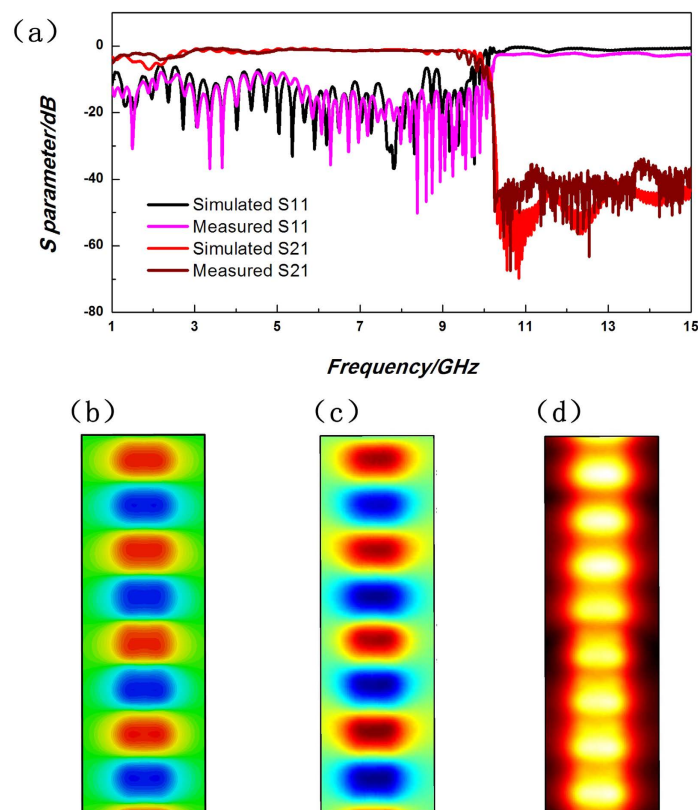 (a)
0
-20
-40
-60
-80
S parameter/dB
Simulated S11
Measured S11
Simulated S21
Measured S21
1 3 5 7 9 11 13 15
Frequency/GHz
(b) (c) (d)